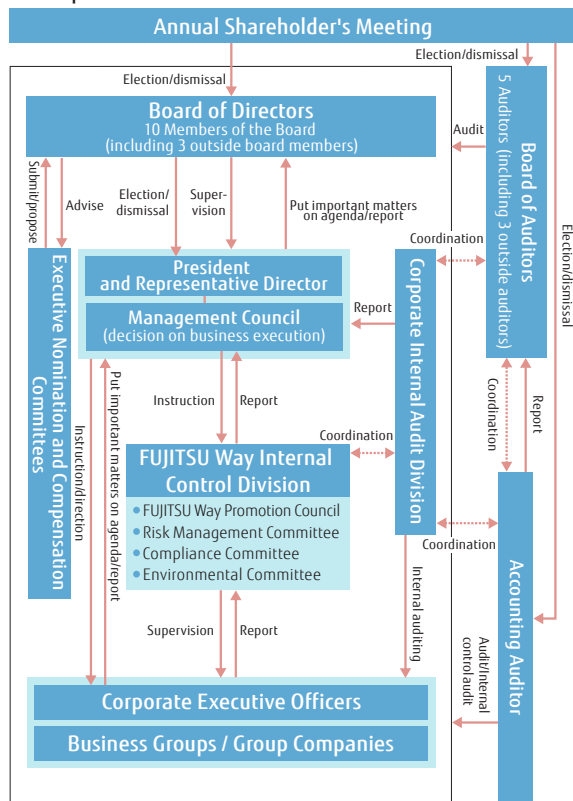 Annual Shareholder's Meeting
Election/dismissal
Election/dismissal
Board of Directors
10 Members of the Board
(including 3 outside board members)
Audit
Board of Auditors
5 Auditors (including 3 outside auditors)
Submit/propose
Advise
Election/
dismissal
Super-
vision
Put important matters
on agenda/report
Coordination
Election/dismissal
Executive Nomination and Compensation
Committees
President
and Representative Director
Management Council
(decision on business execution)
Report
Corporate Internal Audit Division
Instruction
Report
Coordination
Coordination
Report
Instruction/direction
Put important matters
on agenda/report
FUJITSU Way Internal
Control Division
• FUJITSU Way Promotion Council
• Risk Management Committee
• Compliance Committee
• Environmental Committee
Coordination
Accounting Auditor
Supervision
Report
Internal auditing
Audit/Internal
control audit
Corporate Executive Officers
Business Groups / Group Companies